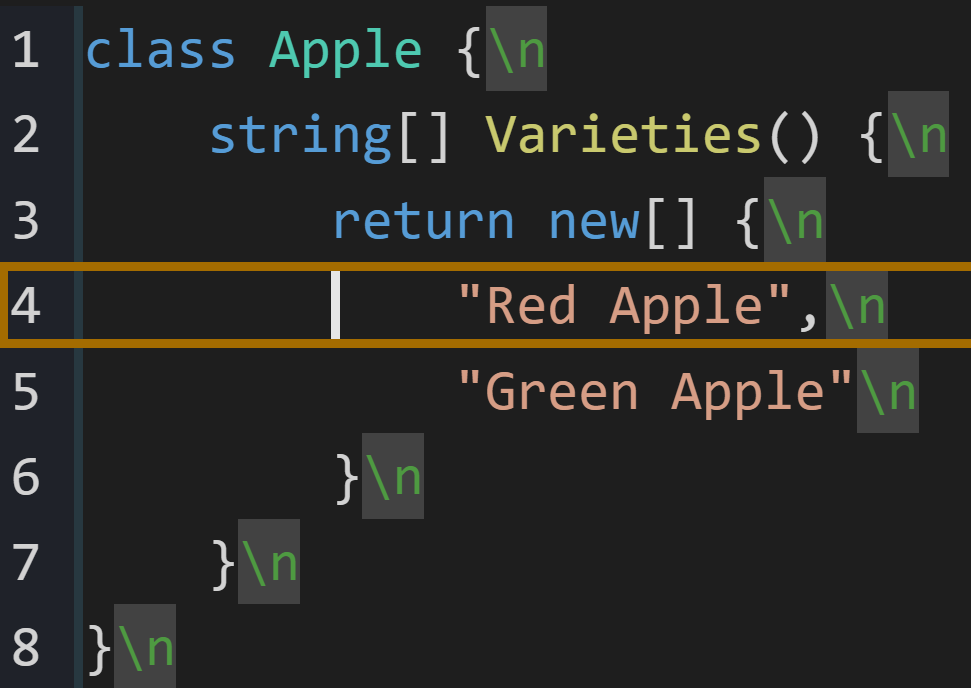 1 class Apple {\n
2     string[] Varieties() {\n
3         return new[] {\n
4             "Red Apple",\n
5             "Green Apple"\n
6         }\n
7     }\n
8 }\n